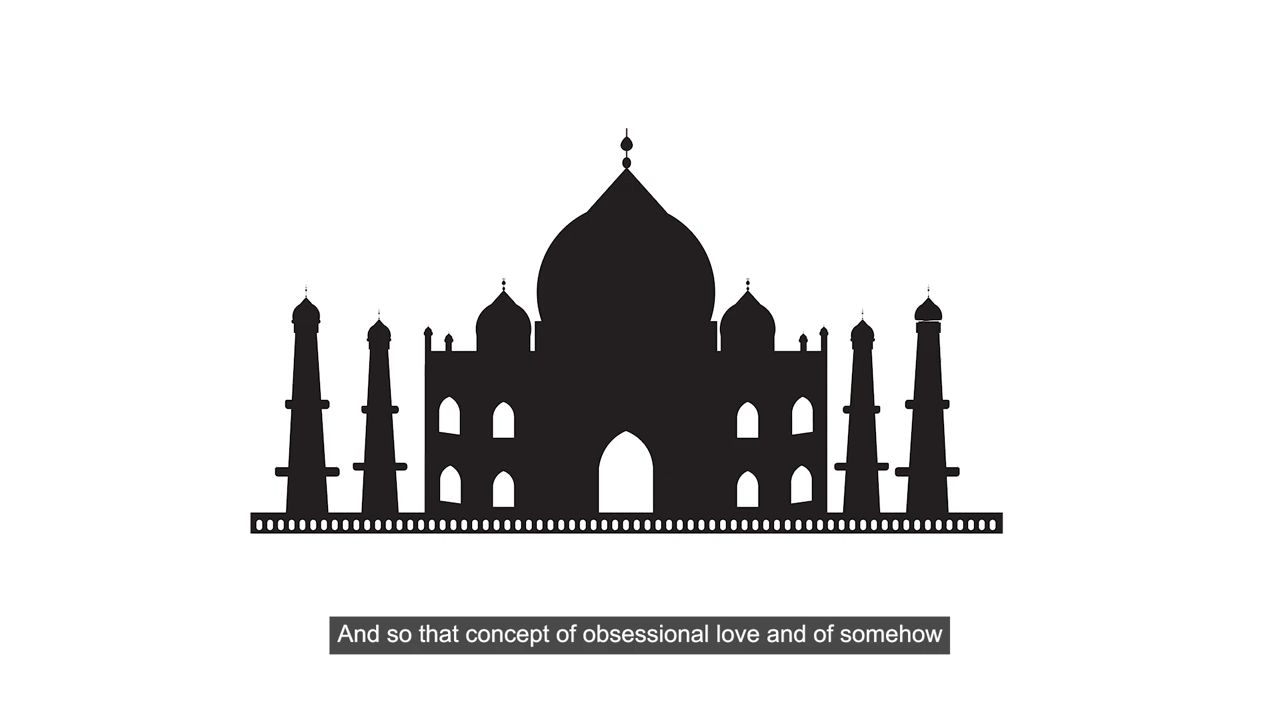 And so that concept of obsessional love and of somehow